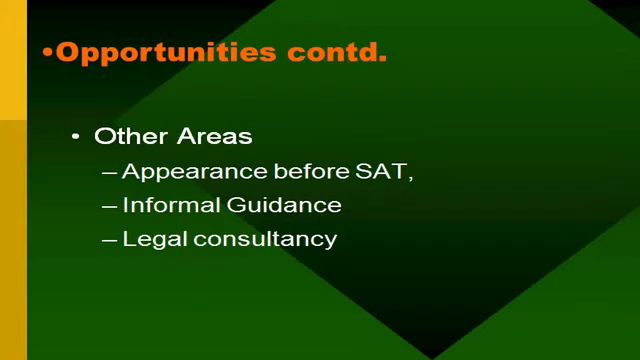 •Opportunities contd.
• Other Areas
– Appearance before SAT,
– Informal Guidance
– Legal consultancy